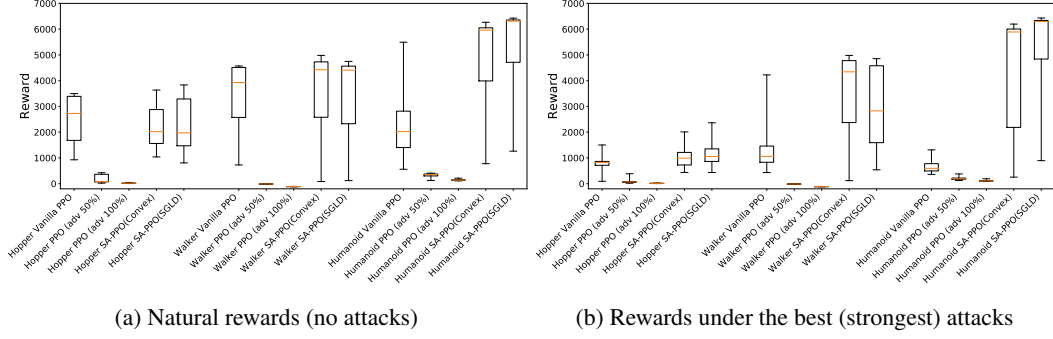 7000
6000
5000
4000
3000
2000
1000
0
Reward
Hopper Vanilla PPO
Hopper PPO (adv 50%)
Hopper PPO (adv 100%)
Hopper SA-PPO(Convex)
Hopper SA-PPO(SGLD)
Walker Vanilla PPO
Walker PPO (adv 50%)
Walker PPO (adv 100%)
Walker SA-PPO(Convex)
Walker SA-PPO(SGLD)
Humanoid Vanilla PPO
Humanoid PPO (adv 50%)
Humanoid PPO (adv 100%)
Humanoid SA-PPO(Convex)
Humanoid SA-PPO(SGLD)
(a) Natural rewards (no attacks)
7000
6000
5000
4000
3000
2000
1000
0
Reward
Hopper Vanilla PPO
Hopper PPO (adv 50%)
Hopper PPO (adv 100%)
Hopper SA-PPO(Convex)
Hopper SA-PPO(SGLD)
Walker Vanilla PPO
Walker PPO (adv 50%)
Walker PPO (adv 100%)
Walker SA-PPO(Convex)
Walker SA-PPO(SGLD)
Humanoid Vanilla PPO
Humanoid PPO (adv 50%)
Humanoid PPO (adv 100%)
Humanoid SA-PPO(Convex)
Humanoid SA-PPO(SGLD)
(b) Rewards under the best (strongest) attacks